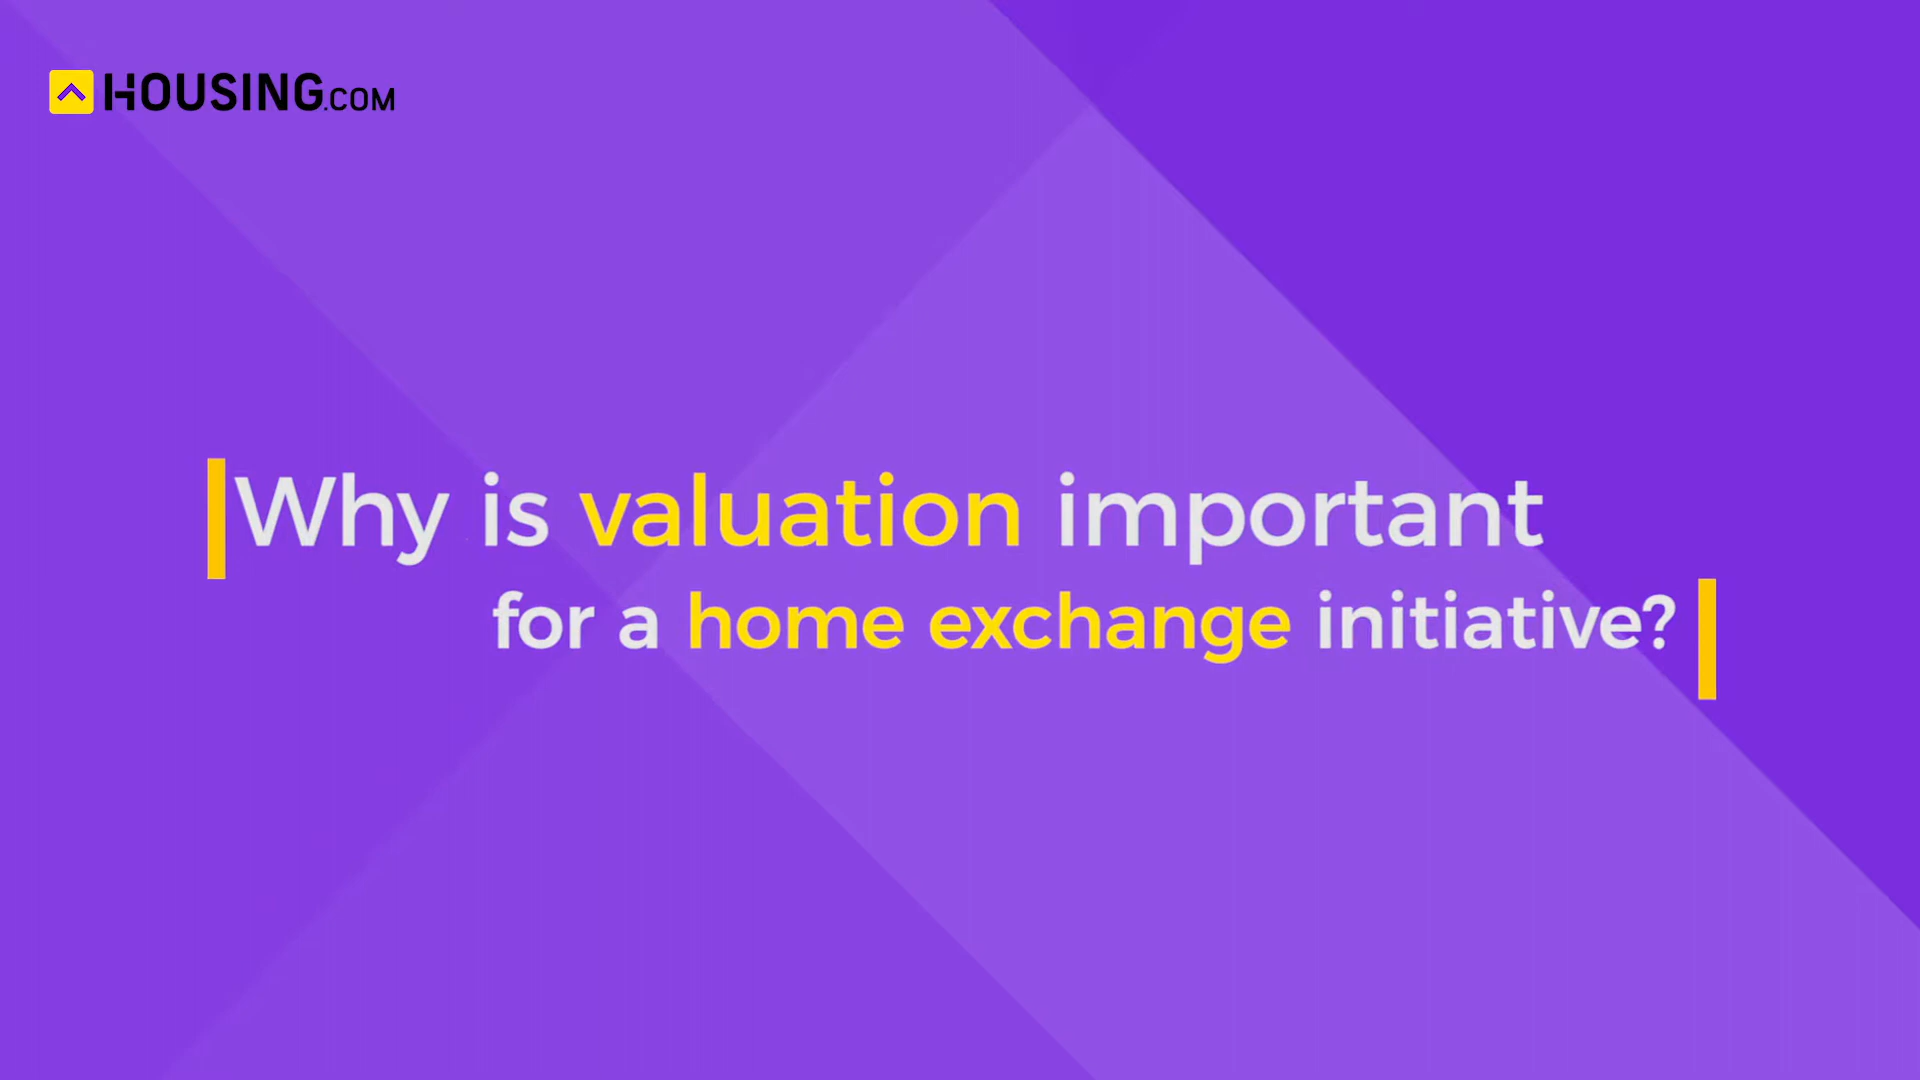 HOUSING.COM
Why is valuation important
for a home exchange initiative?